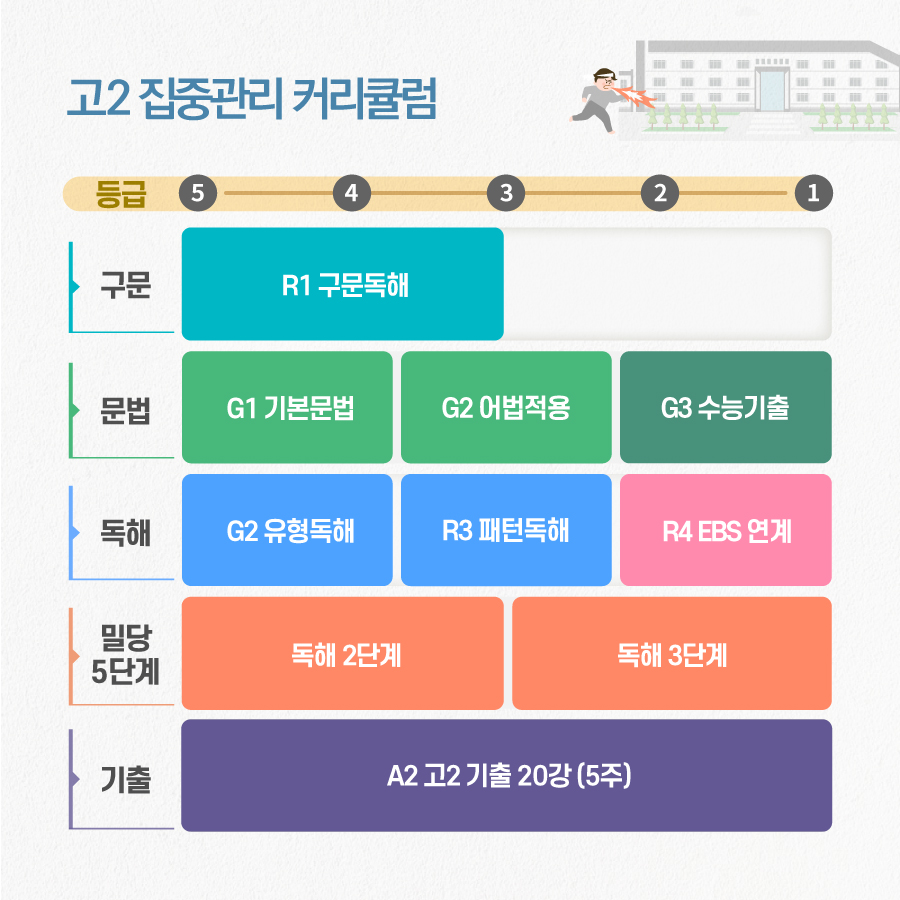 고2 집중관리 커리큘럼
등급 5 4 3 2 1
구문 R1 구문독해
문법 G1 기본문법 G2 어법적용 G3 수능기출
독해 G2 유형독해 R3 패턴독해 R4 EBS 연계
밀당
5단계 독해 2단계 독해 3단계
기출 A2 고2 기출 20강 (5주)